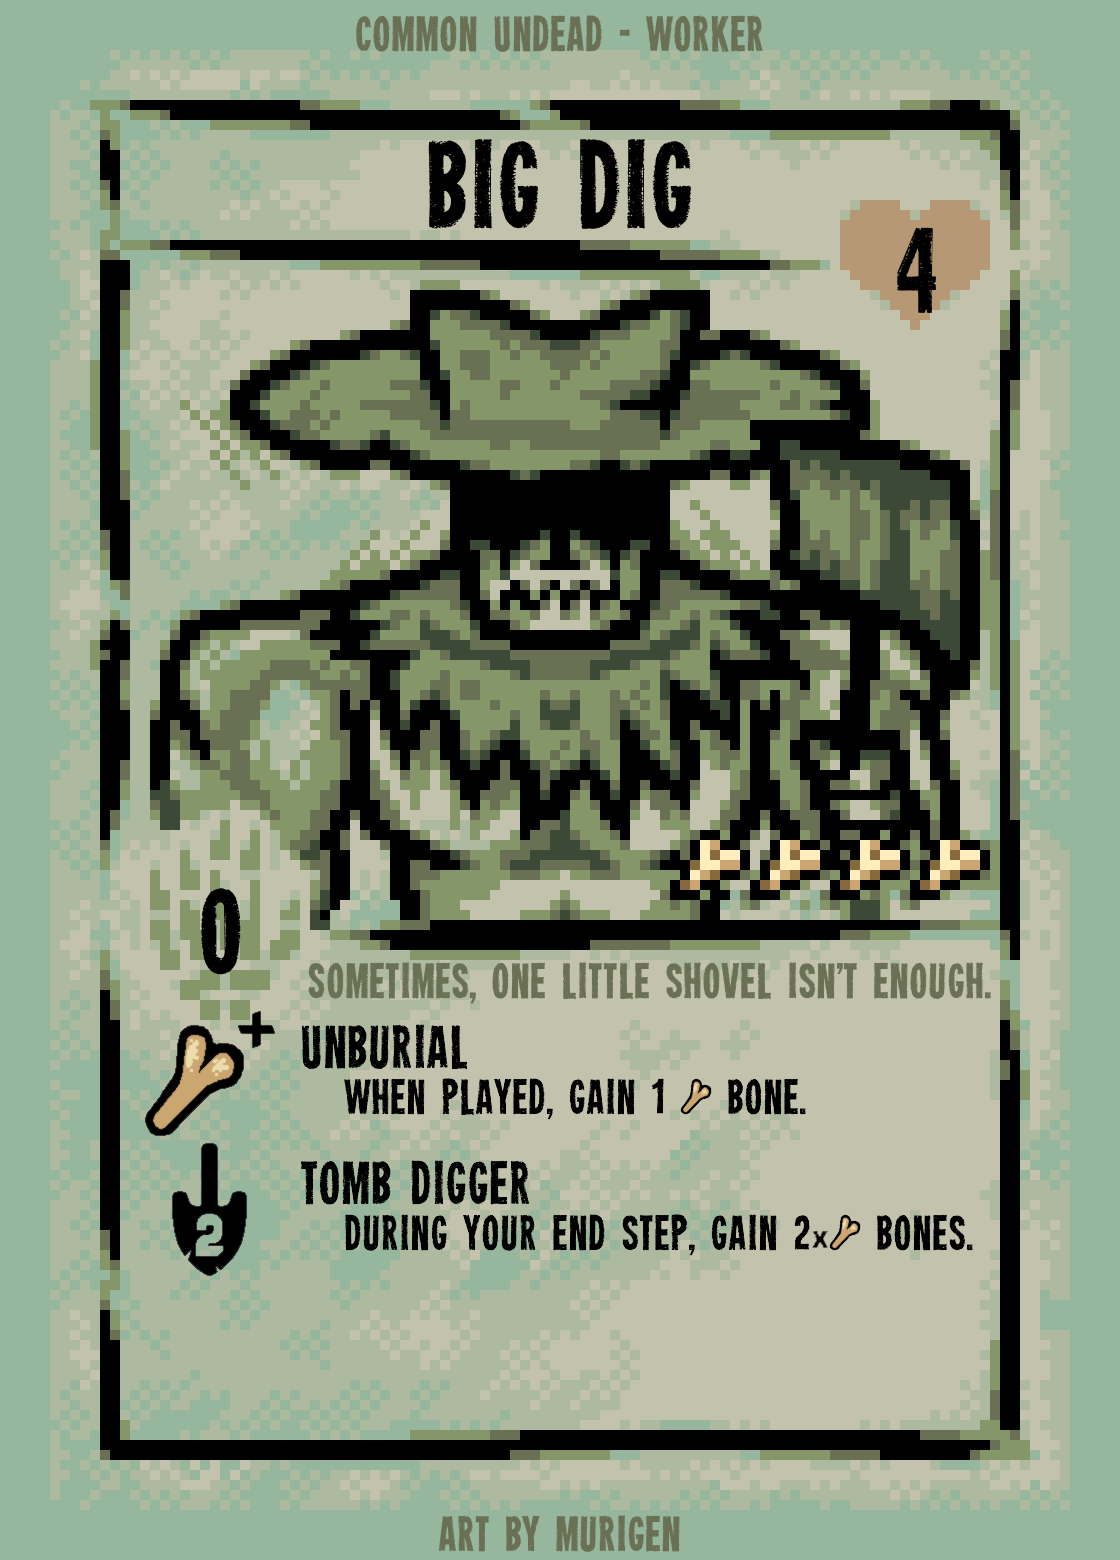 COMMON UNDEAD - WORKER
BIG DIG
4
0
SOMETIMES, ONE LITTLE SHOVEL ISN'T ENOUGH.
+
UNBURIAL
WHEN PLAYED, GAIN 1 BONE.
TOMB DIGGER
2
DURING YOUR END STEP, GAIN 2x BONES.
ART BY MURIGEN